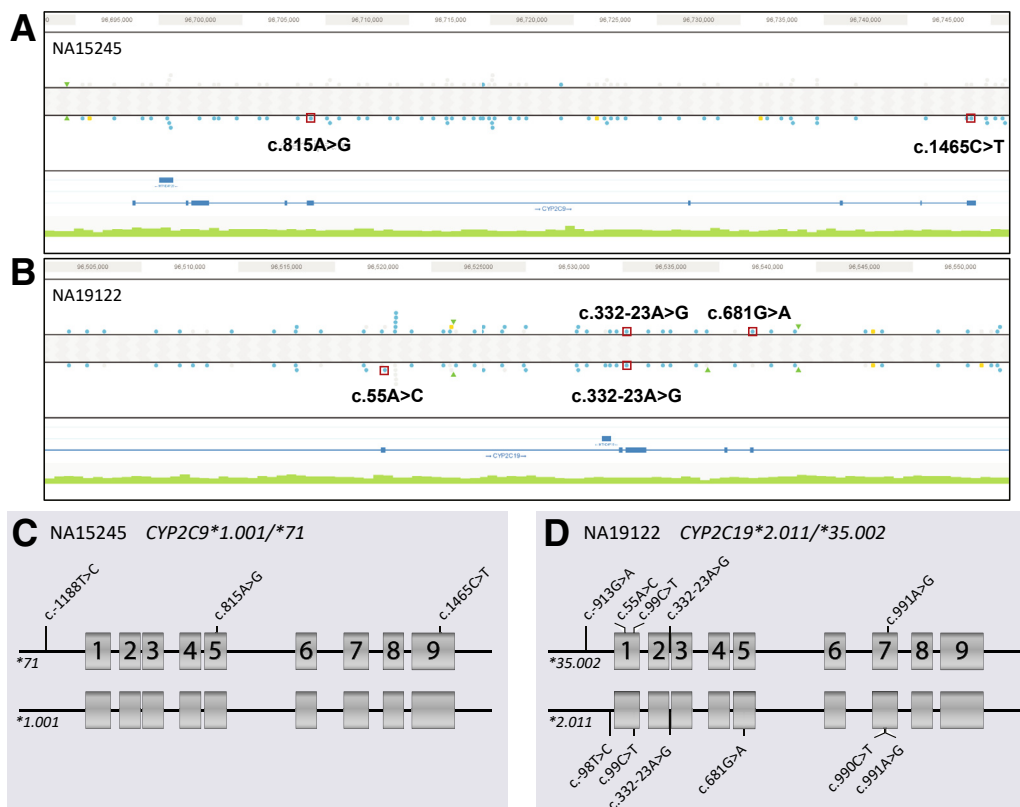 A
96,695,000 96,700,000 96,705,000 96,710,000 96,715,000 96,720,000 96,725,000 96,730,000 96,735,000 96,740,000 96,745,000
NA15245
c.815A>G
c.1465C>T
CYP2C9
B
96,505,000 96,510,000 96,515,000 96,520,000 96,525,000 96,530,000 96,535,000 96,540,000 96,545,000 96,550,000
NA19122
c.332-23A>G c.681G>A
c.55A>C
c.332-23A>G
CYP2C19
C NA15245 CYP2C9*1.001/*71
c.-1188T>C
c.815A>G
c.1465C>T
1 2 3 4 5 6 7 8 9
*71
*1.001
D NA19122 CYP2C19*2.011/*35.002
c.-913G>A
c.55A>C
c.99C>T
c.332-23A>G
c.991A>G
1 2 3 4 5 6 7 8 9
*35.002
*2.011
c.-98T>C
c.99C>T
c.332-23A>G
c.681G>A
c.990C>T
c.991A>G